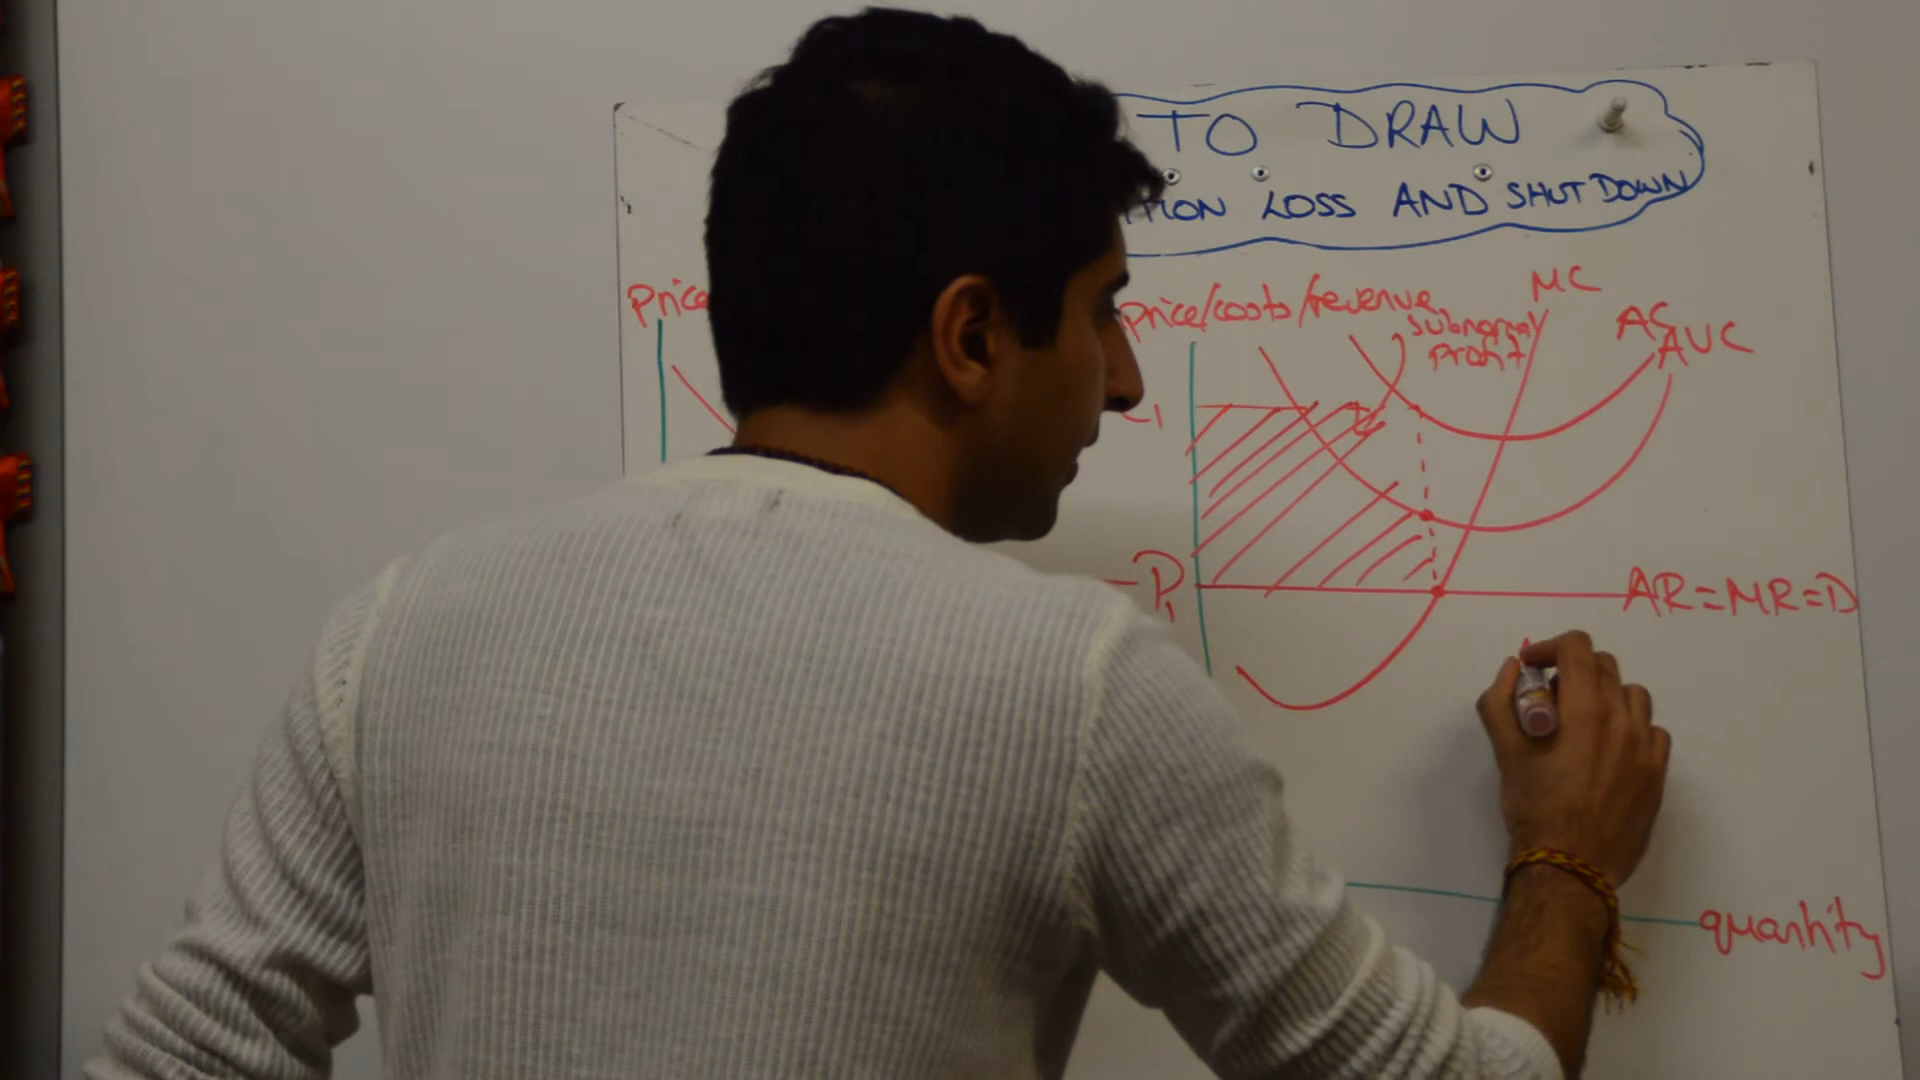 TO DRAW
LOSS AND SHUT DOWN
Price
price/costs/revenue
subnormal
profit
MC
AC
AVC
P1
AR=MR=D
quantity